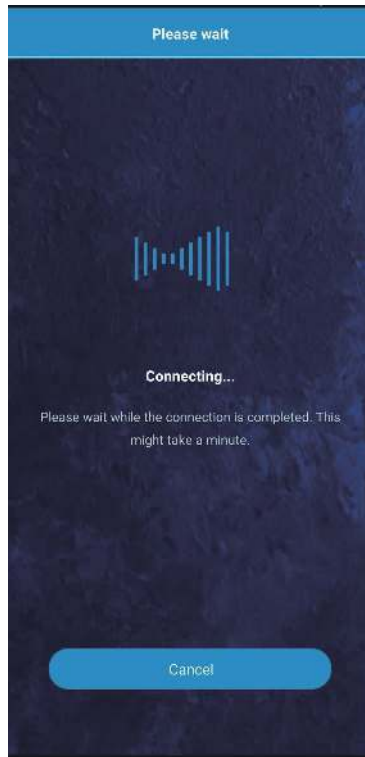 Please wait
Connecting...
Please wait while the connection is completed. This
might take a minute.
Cancel